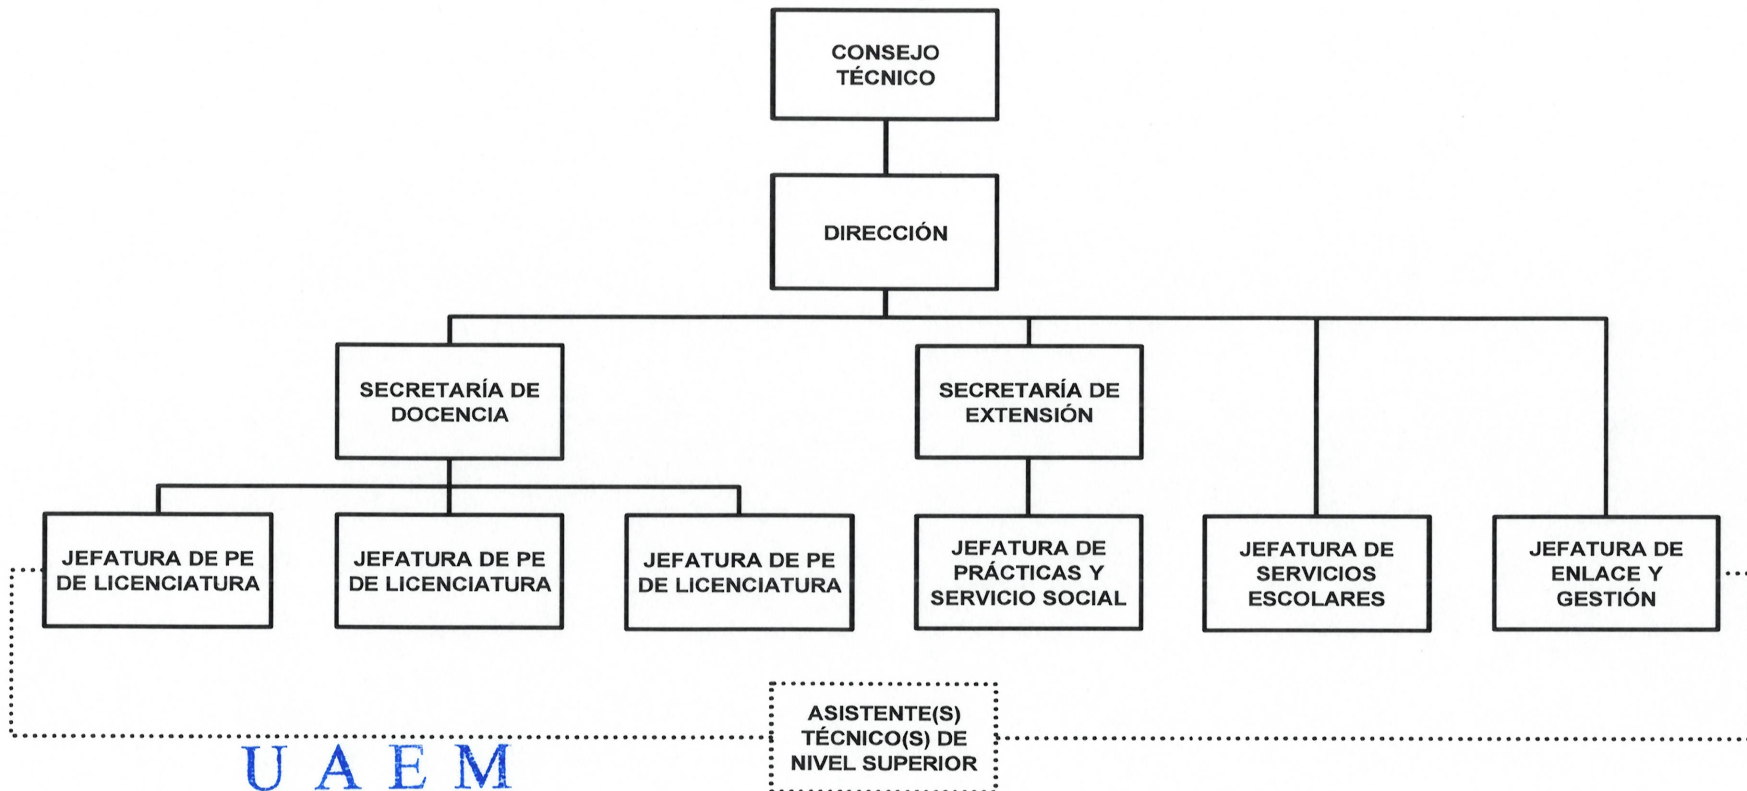 CONSEJO
TÉCNICO
DIRECCIÓN
SECRETARÍA DE
DOCENCIA
SECRETARÍA DE
EXTENSIÓN
JEFATURA DE PE
DE LICENCIATURA
JEFATURA DE PE
DE LICENCIATURA
JEFATURA DE PE
DE LICENCIATURA
JEFATURA DE
PRÁCTICAS Y
SERVICIO SOCIAL
JEFATURA DE
SERVICIOS
ESCOLARES
JEFATURA DE
ENLACE Y
GESTIÓN
ASISTENTE(S)
TÉCNICO(S) DE
NIVEL SUPERIOR
U A E M